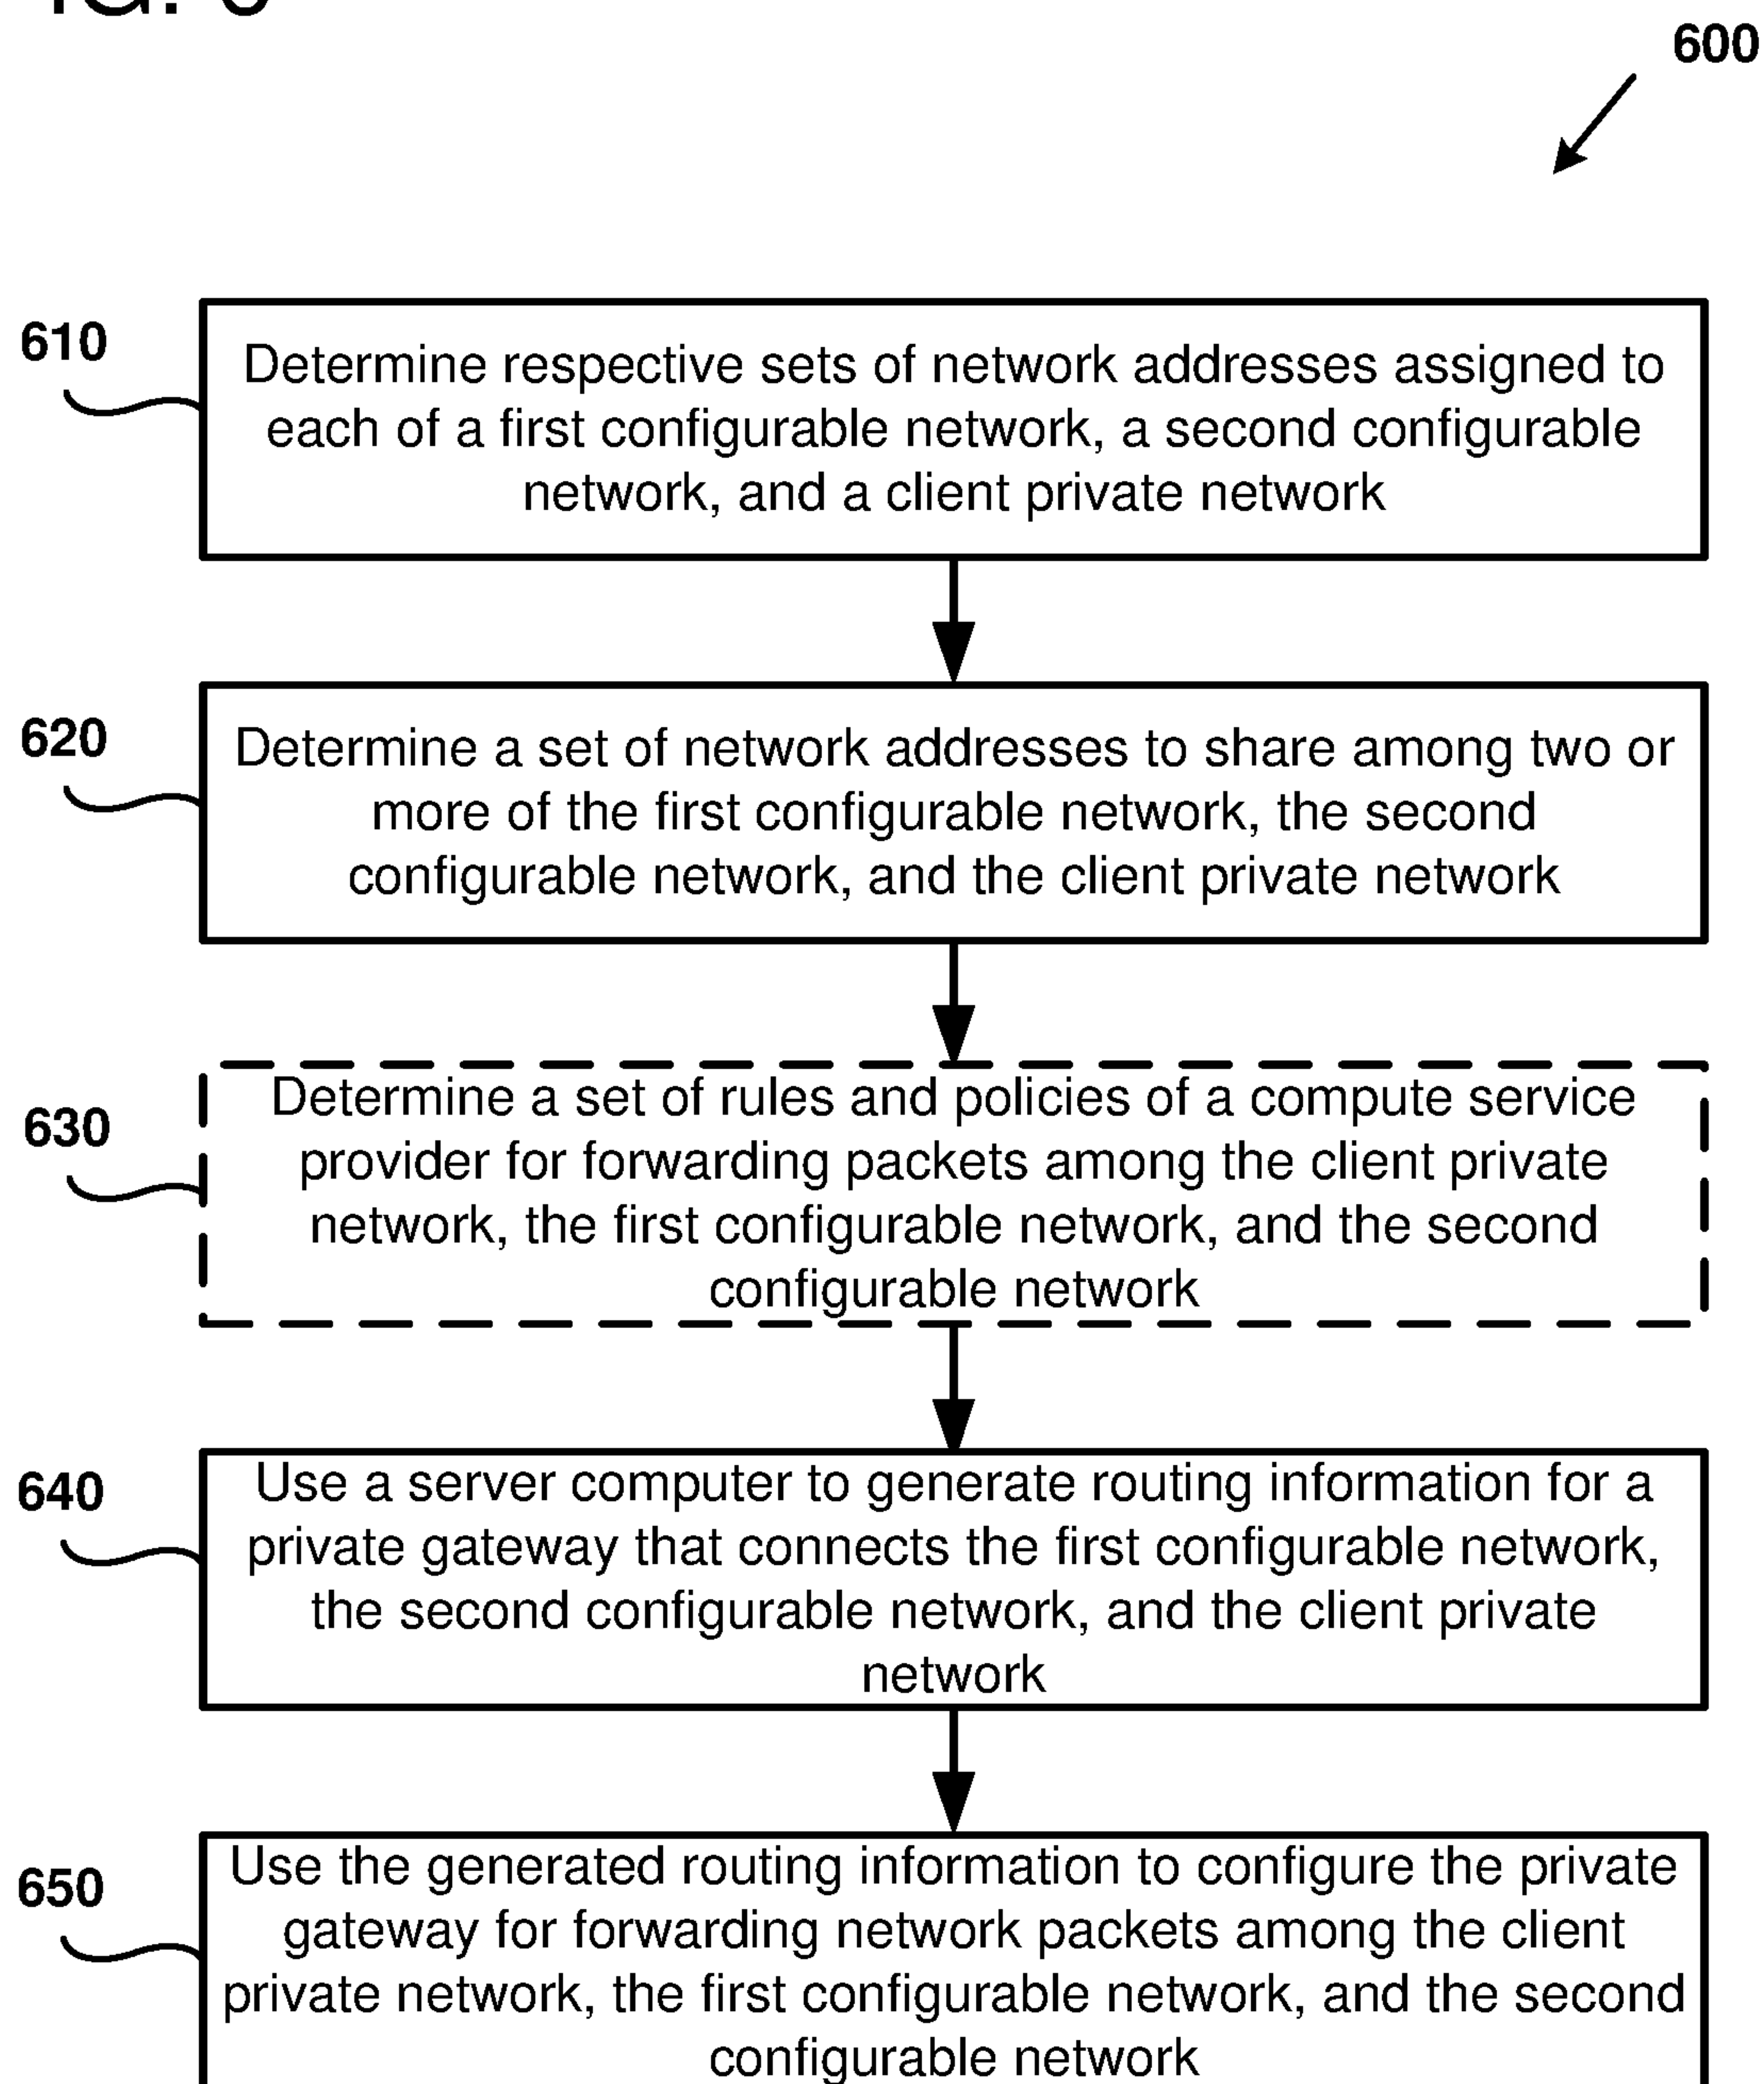 FIG. 6
600
610
Determine respective sets of network addresses assigned to
each of a first configurable network, a second configurable
network, and a client private network
620
Determine a set of network addresses to share among two or
more of the first configurable network, the second
configurable network, and the client private network
630
Determine a set of rules and policies of a compute service
provider for forwarding packets among the client private
network, the first configurable network, and the second
configurable network
640
Use a server computer to generate routing information for a
private gateway that connects the first configurable network,
the second configurable network, and the client private
network
650
Use the generated routing information to configure the private
gateway for forwarding network packets among the client
private network, the first configurable network, and the second
configurable network